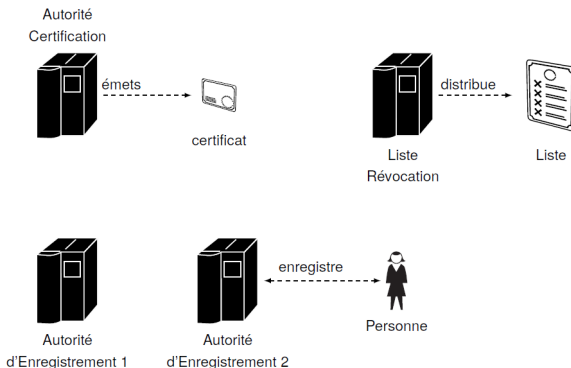 Autorité
Certification
émets
certificat
distribue
Liste
Révocation
Liste
Autorité
d'Enregistrement 1
Autorité
d'Enregistrement 2
enregistre
Personne